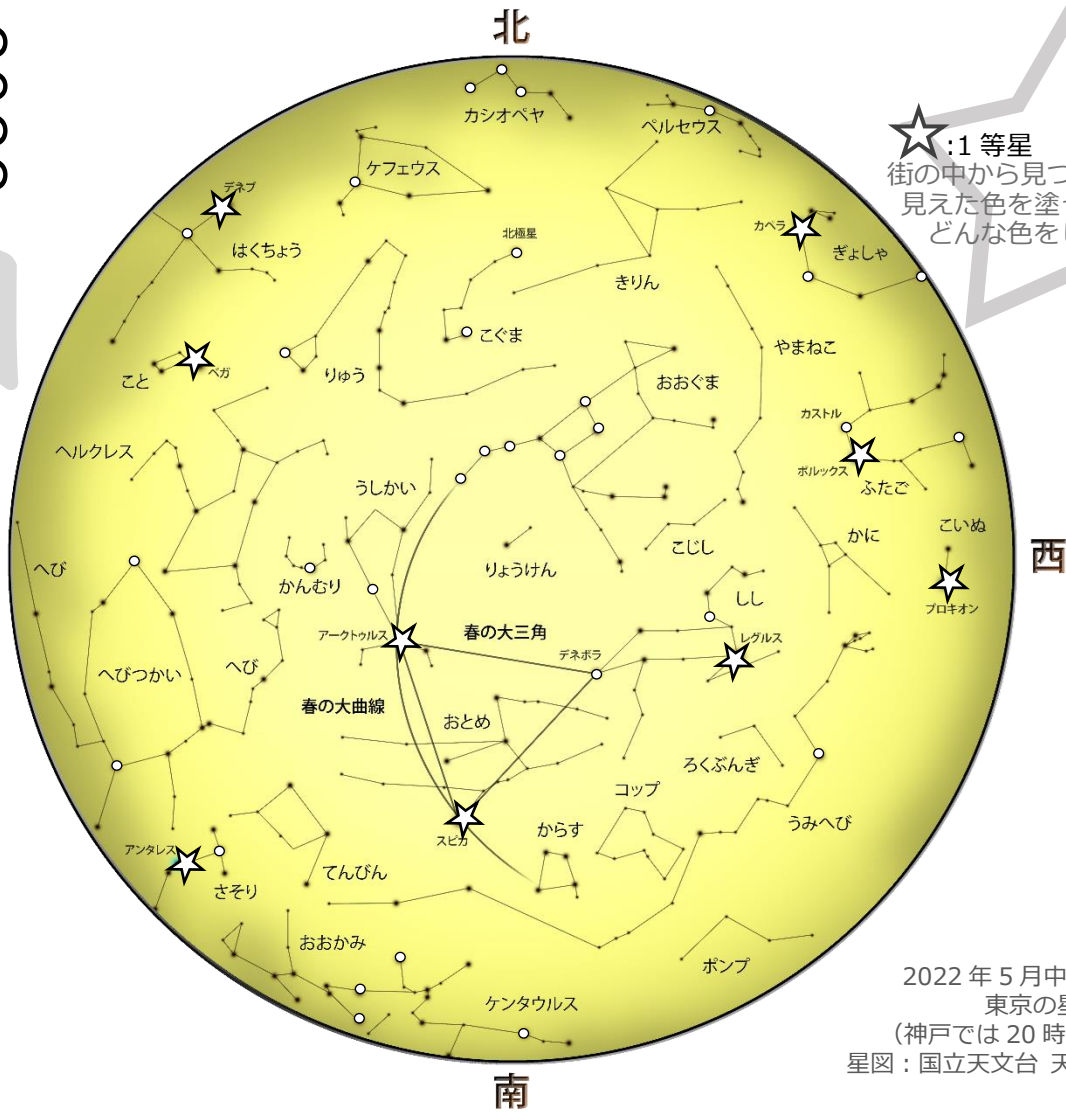 北
カシオペヤ
ペルセウス
:1 等星
街の中から見つ
見えた色を塗
どんな色を
ケフェウス
デネブ
カペラ
はくちょう
北極星
ぎょしゃ
きりん
こぐま
やまねこ
こと
ベガ
りゅう
おおぐま
カストル
ヘルクレス
ポルックス
ふたご
うしかい
こいぬ
かに
こじし
西
へび
りょうけん
かんむり
しし
プロキオン
アークトゥルス
春の大三角
レグルス
デネボラ
へびつかい
へび
春の大曲線
おとめ
ろくぶんぎ
コップ
うみへび
からす
スピカ
アンタレス
てんびん
さそり
おおかみ
ポンプ
ケンタウルス
2022 年 5 月中
東京の星
（神戸では 20 時
星図：国立天文台 天
南